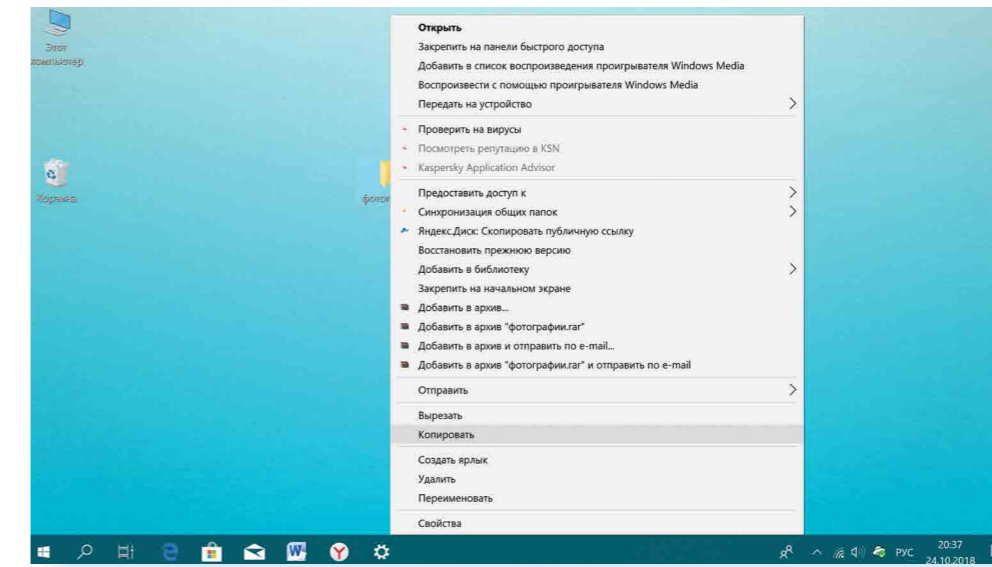 Этот
компьютер
Корзина
фотог
Открыть
Закрепить на панели быстрого доступа
Добавить в список воспроизведения проигрывателя Windows Media
Воспроизвести с помощью проигрывателя Windows Media
Передать на устройство
Проверить на вирусы
Посмотреть репутацию в KSN
Kaspersky Application Advisor
Предоставить доступ к
Синхронизация общих папок
Яндекс.Диск: Скопировать публичную ссылку
Восстановить прежнюю версию
Добавить в библиотеку
Закрепить на начальном экране
Добавить в архив...
Добавить в архив "фотографии.rar"
Добавить в архив и отправить по e-mail...
Добавить в архив "фотографии.rar" и отправить по e-mail
Отправить
Вырезать
Копировать
Создать ярлык
Удалить
Переименовать
Свойства
РУС
20:37
24.10.2018